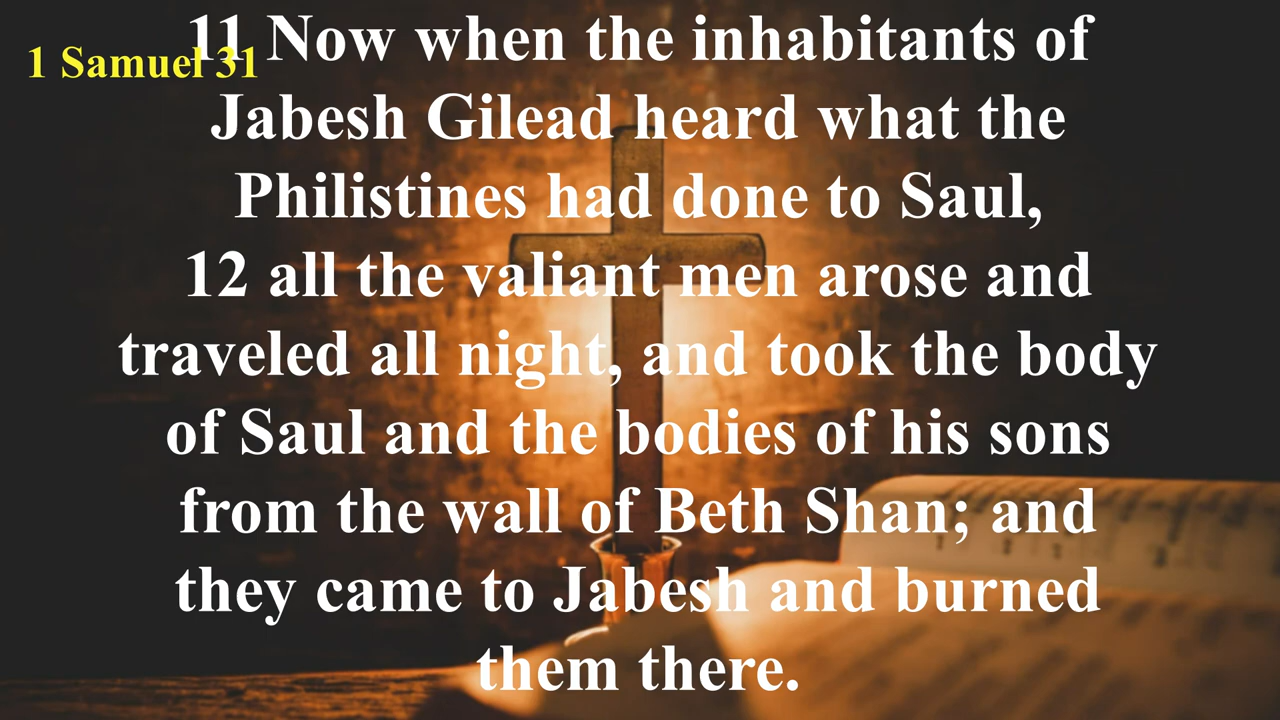 1 Samuel 31
11 Now when the inhabitants of
Jabesh Gilead heard what the
Philistines had done to Saul,
12 all the valiant men arose and
traveled all night, and took the body
of Saul and the bodies of his sons
from the wall of Beth Shan; and
they came to Jabesh and burned
them there.